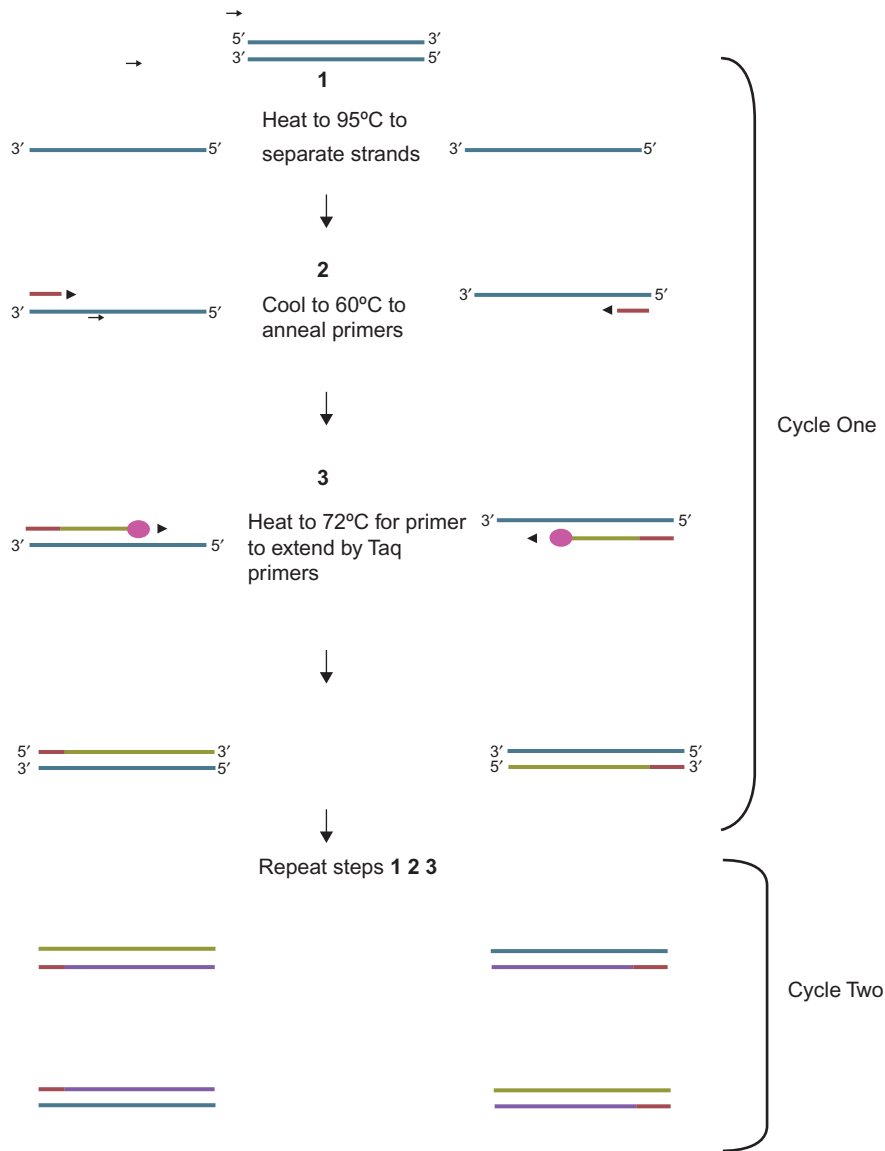 5′ 3′
3′ 5′
1
Heat to 95ºC to
separate strands
3′ 5′ 3′ 5′
2
Cool to 60ºC to
anneal primers
3′ 5′ 3′ 5′
Cycle One
3
Heat to 72ºC for primer
to extend by Taq
primers
3′ 5′ 3′ 5′
5′ 3′ 3′ 5′
3′ 5′ 5′ 3′
Repeat steps 1 2 3
Cycle Two